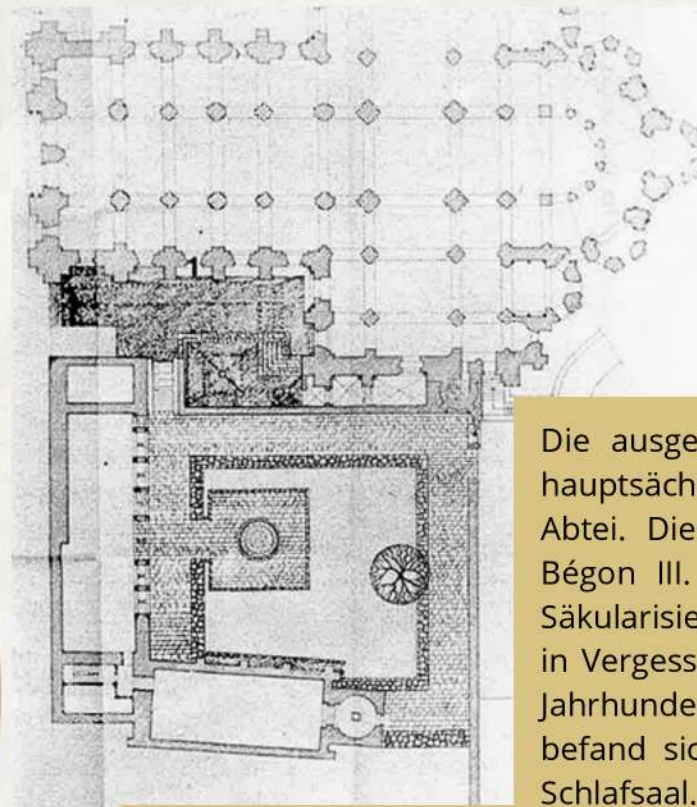 Die ausge
hauptsäch
Abtei. Die
Bégon III.
Säkularisie
in Vergess
Jahrhunde
befand sic
Schlafsaal.